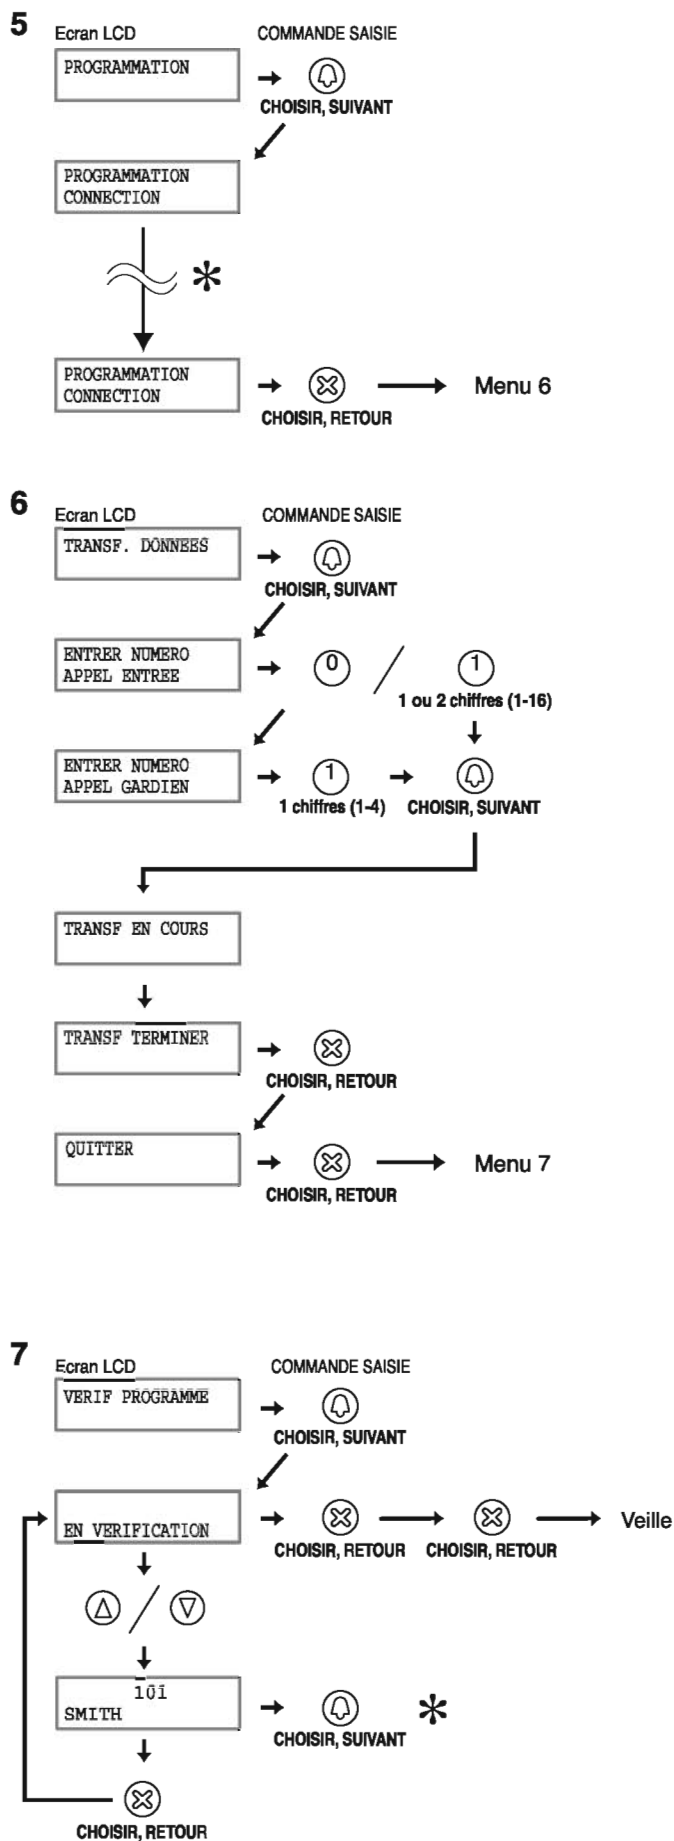 5
Ecran LCD COMMANDE SAISIE
PROGRAMMATION
CHOISIR, SUIVANT
PROGRAMMATION
CONNECTION
*
PROGRAMMATION
CONNECTION
Menu 6
CHOISIR, RETOUR
6
Ecran LCD COMMANDE SAISIE
TRANSF. DONNEES
CHOISIR, SUIVANT
ENTRER NUMERO
APPEL ENTREE
0 / 1
1 ou 2 chiffres (1-16)
ENTRER NUMERO
APPEL GARDIEN
1
1 chiffres (1-4) CHOISIR, SUIVANT
TRANSF EN COURS
TRANSF TERMINER
CHOISIR, RETOUR
QUITTER
Menu 7
CHOISIR, RETOUR
7
Ecran LCD COMMANDE SAISIE
VERIF PROGRAMME
CHOISIR, SUIVANT
EN VERIFICATION
Veille
CHOISIR, RETOUR CHOISIR, RETOUR
/
101
SMITH
*
CHOISIR, SUIVANT
CHOISIR, RETOUR